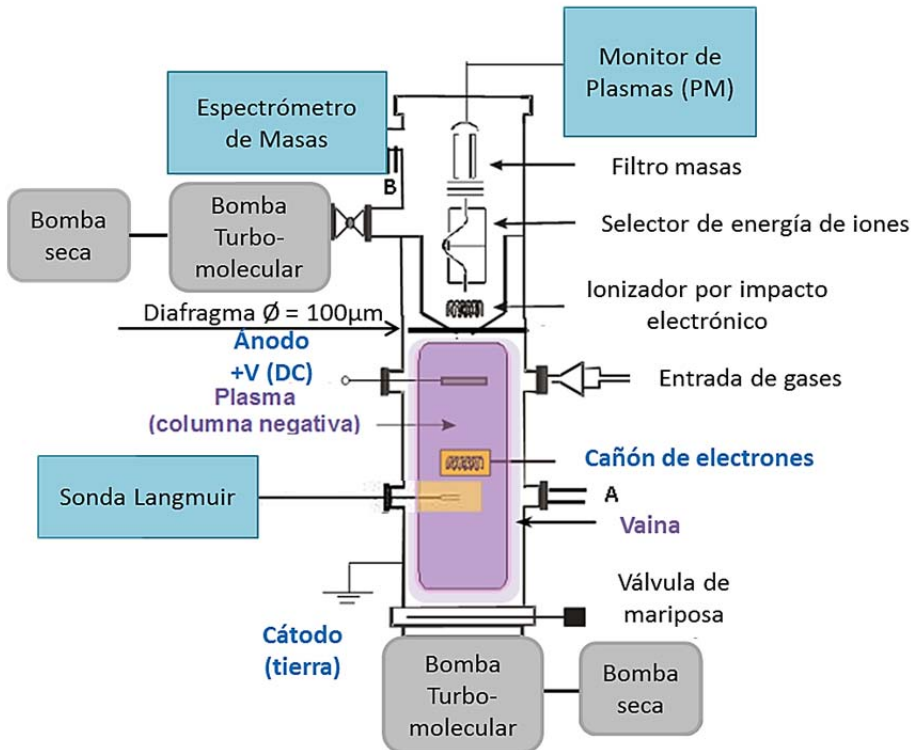 Monitor de
Plasmas (PM)
Espectrómetro
de Masas
Filtro masas
B
Bomba
seca
Bomba
Turbo-
molecular
Selector de energía de iones
Ionizador por impacto
electrónico
Diafragma Ø = 100µm
Ánodo
+V (DC)
Entrada de gases
Plasma
(columna negativa)
Cañón de electrones
Sonda Langmuir
A
Vaina
Válvula de
mariposa
Cátodo
(tierra)
Bomba
Turbo-
molecular
Bomba
seca